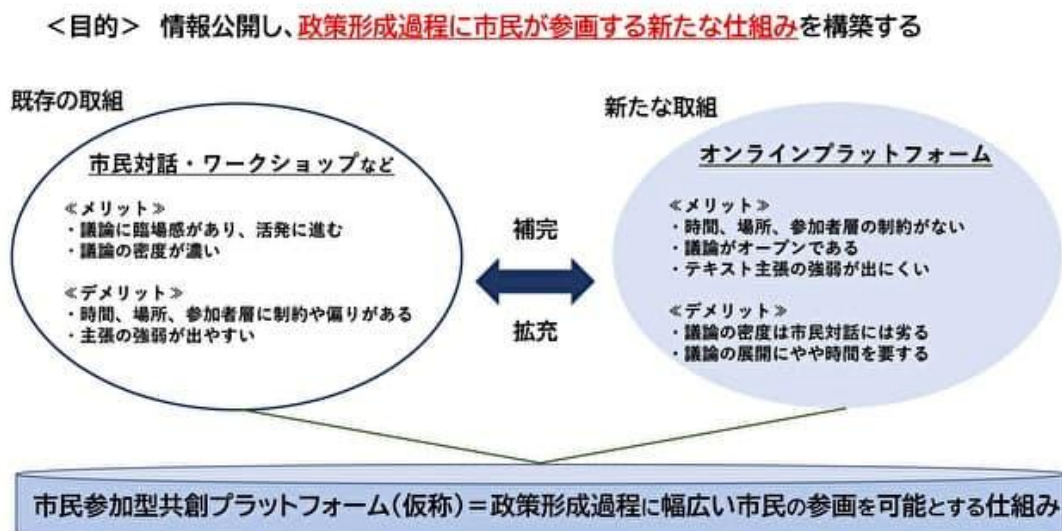 ＜目的＞ 情報公開し、政策形成過程に市民が参画する新たな仕組みを構築する
既存の取組
市民対話・ワークショップなど
≪メリット≫
・議論に臨場感があり、活発に進む
・議論の密度が濃い
≪デメリット≫
・時間、場所、参加者層に制約や偏りがある
・主張の強弱が出やすい
補完
拡充
新たな取組
オンラインプラットフォーム
≪メリット≫
・時間、場所、参加者層の制約がない
・議論がオープンである
・テキスト主張の強弱が出にくい
≪デメリット≫
・議論の密度は市民対話には劣る
・議論の展開にやや時間を要する
市民参加型共創プラットフォーム(仮称)＝政策形成過程に幅広い市民の参画を可能とする仕組み